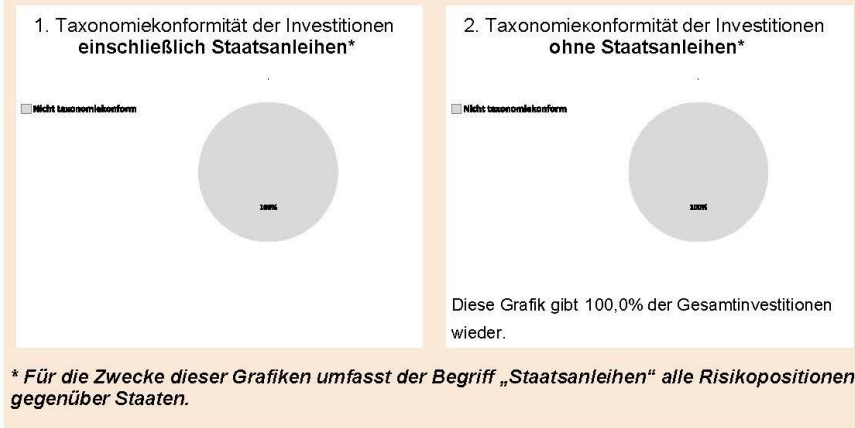 1. Taxonomiekonformität der Investitionen
einschließlich Staatsanleihen*
Nicht taxonomiekonform
100%
2. Taxonomiекonformität der Investitionen
ohne Staatsanleihen*
Nicht taxonomiekonform
100%
Diese Grafik gibt 100,0% der Gesamtinvestitionen
wieder.
* Für die Zwecke dieser Grafiken umfasst der Begriff „Staatsanleihen“ alle Risikopositionen
gegenüber Staaten.